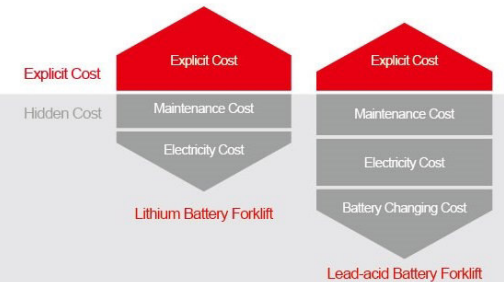 Explicit Cost
Explicit Cost
Explicit Cost
Hidden Cost
Maintenance Cost
Maintenance Cost
Electricity Cost
Electricity Cost
Battery Changing Cost
Lithium Battery Forklift
Lead-acid Battery Forklift